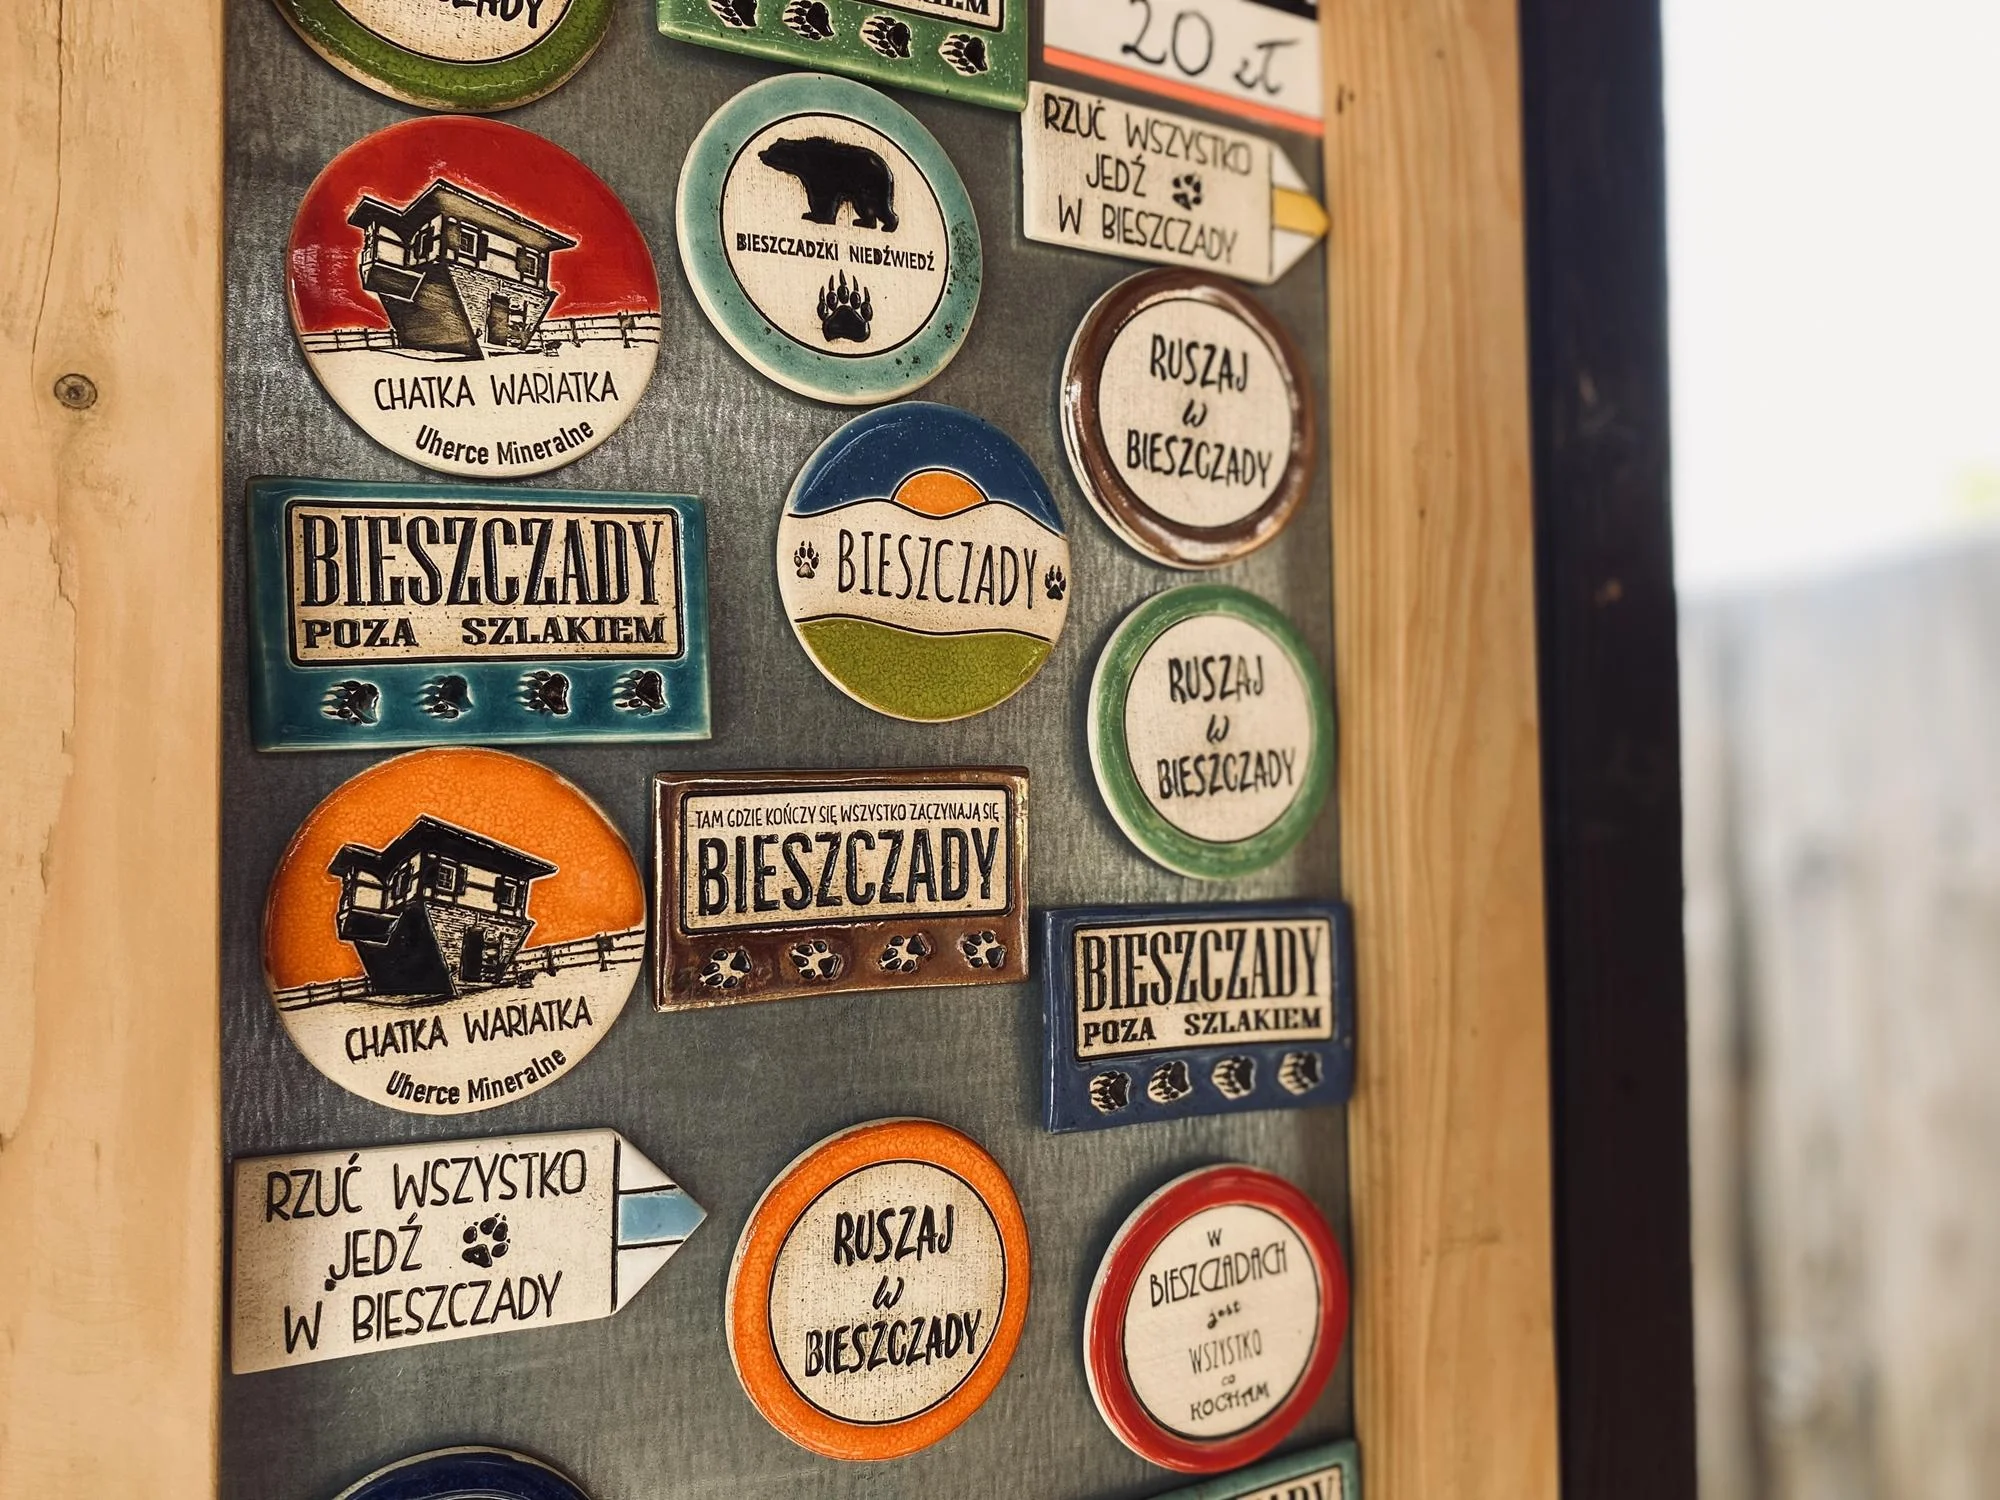 SZLAKIEM
20 zł
RZUĆ WSZYSTKO
JEDŹ
W BIESZCZADY
BIESZCZADZKI NIEDŹWIEDŹ
CHATKA WARIATKA
Uherce Mineralne
RUSZAJ
w
BIESZCZADY
BIESZCZADY
POZA SZLAKIEM
BIESZCZADY
RUSZAJ
w
BIESZCZADY
TAM GDZIE KOŃCZY SIĘ WSZYSTKO ZACZYNAJĄ SIĘ
BIESZCZADY
CHATKA WARIATKA
Uherce Mineralne
BIESZCZADY
POZA SZLAKIEM
RZUĆ WSZYSTKO
JEDŹ
W BIESZCZADY
RUSZAJ
w
BIESZCZADY
W
BIESZCZADACH
jest
WSZYSTKO
co
KOCHAM